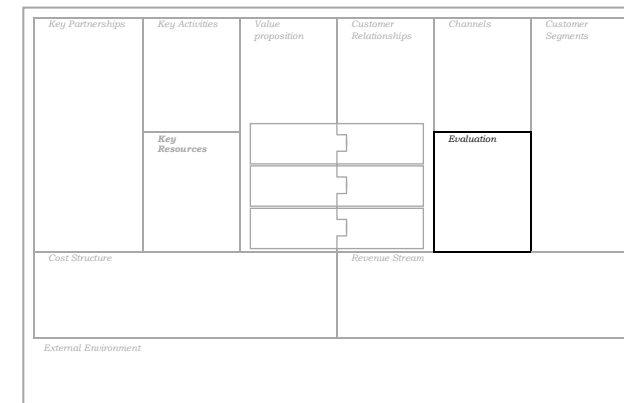 Key Partnerships
Key Activities
Value
proposition
Customer
Relationships
Channels
Customer
Segments
Key
Resources
Evaluation
Cost Structure
Revenue Stream
External Environment